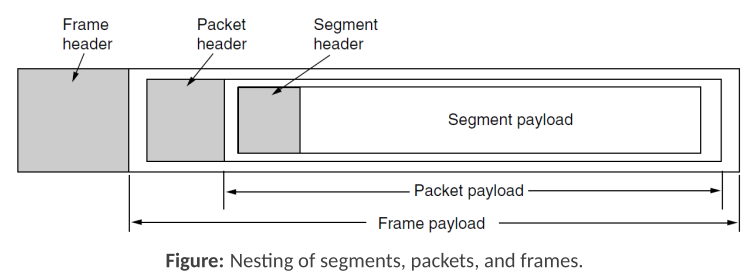 Frame header
Packet header
Segment header
Segment payload
Packet payload
Frame payload
Figure: Nesting of segments, packets, and frames.